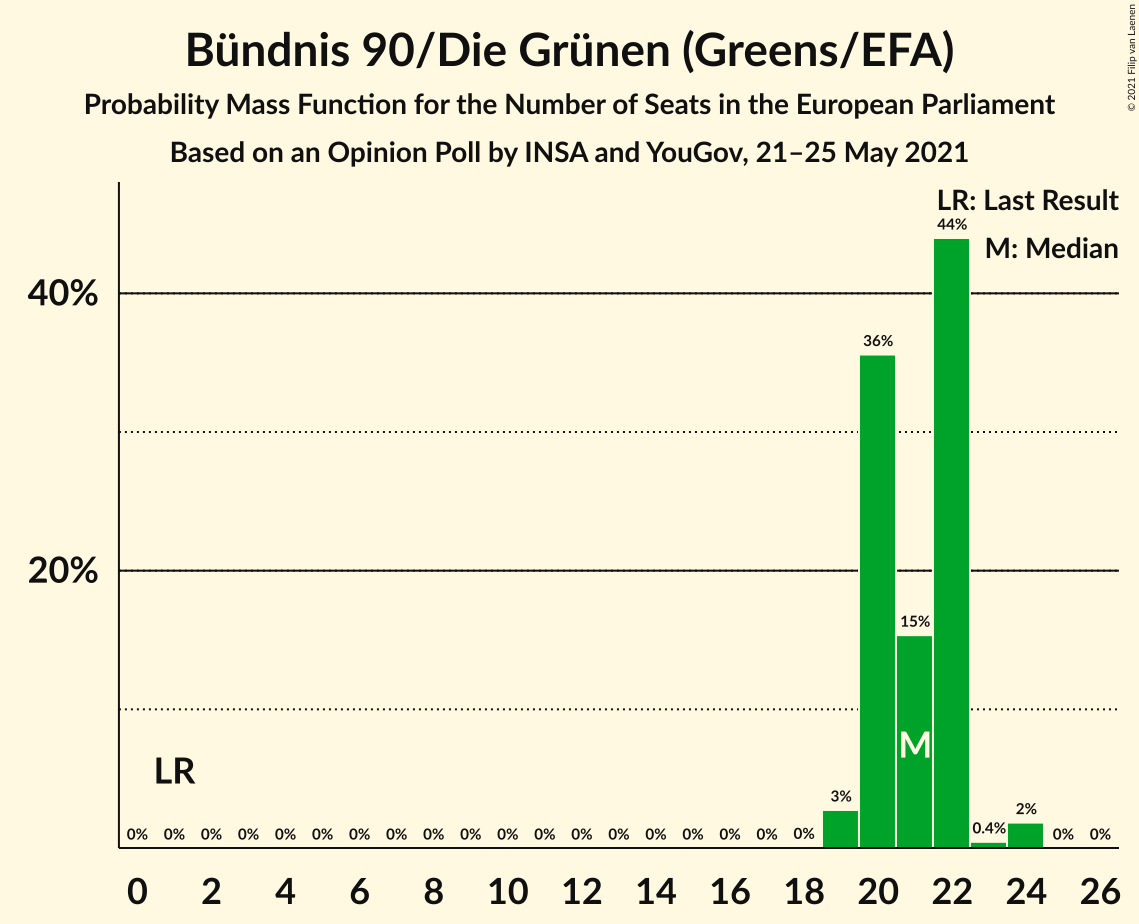 Bündnis 90/Die Grünen (Greens/EFA)
Probability Mass Function for the Number of Seats in the European Parliament
Based on an Opinion Poll by INSA and YouGov, 21–25 May 2021
© 2021 Filip van Laenen
LR: Last Result
M: Median
44%
40%
36%
20%
15%
M
LR
3% 0.4% 2%
0% 0% 0% 0% 0% 0% 0% 0% 0% 0% 0% 0% 0% 0% 0% 0% 0% 0% 0% 0% 0%
0 2 4 6 8 10 12 14 16 18 20 22 24 26